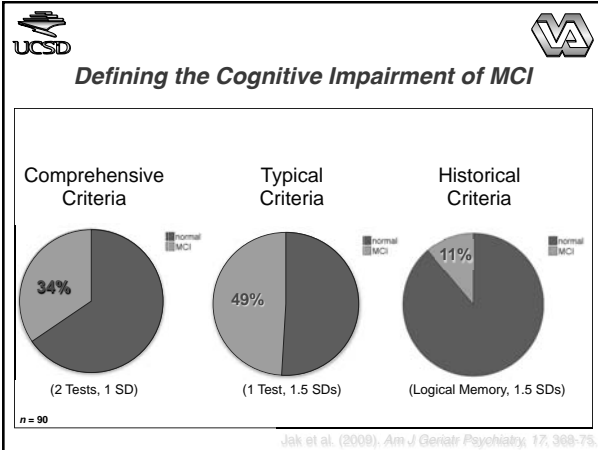 UCSD
VA
Defining the Cognitive Impairment of MCI
Comprehensive Criteria
Typical Criteria
Historical Criteria
normal
MCI
34%
normal
MCI
49%
normal
MCI
11%
(2 Tests, 1 SD)
(1 Test, 1.5 SDs)
(Logical Memory, 1.5 SDs)
n = 90
Jak et al. (2009). Am J Geriatr Psychiatry, 17: 368-75.